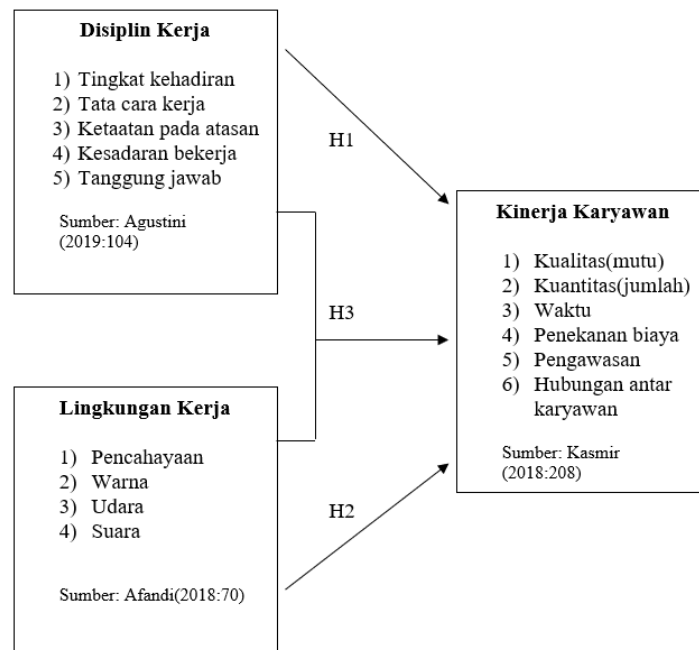 Disiplin Kerja
1) Tingkat kehadiran
2) Tata cara kerja
3) Ketaatan pada atasan
4) Kesadaran bekerja
5) Tanggung jawab
Sumber: Agustini
(2019:104)
H1
H3
H2
Lingkungan Kerja
1) Pencahayaan
2) Warna
3) Udara
4) Suara
Sumber: Afandi(2018:70)
Kinerja Karyawan
1) Kualitas(mutu)
2) Kuantitas(jumlah)
3) Waktu
4) Penekanan biaya
5) Pengawasan
6) Hubungan antar
karyawan
Sumber: Kasmir
(2018:208)